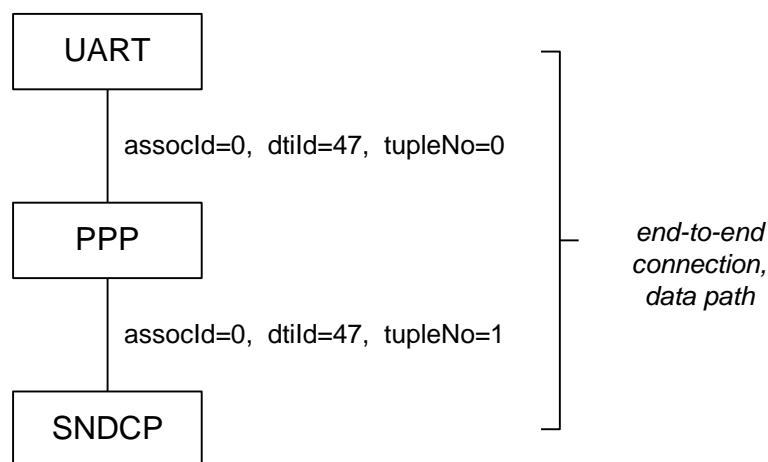 UART
assocId=0, dtiId=47, tupleNo=0
PPP
end-to-end
connection,
data path
assocId=0, dtiId=47, tupleNo=1
SNDCP